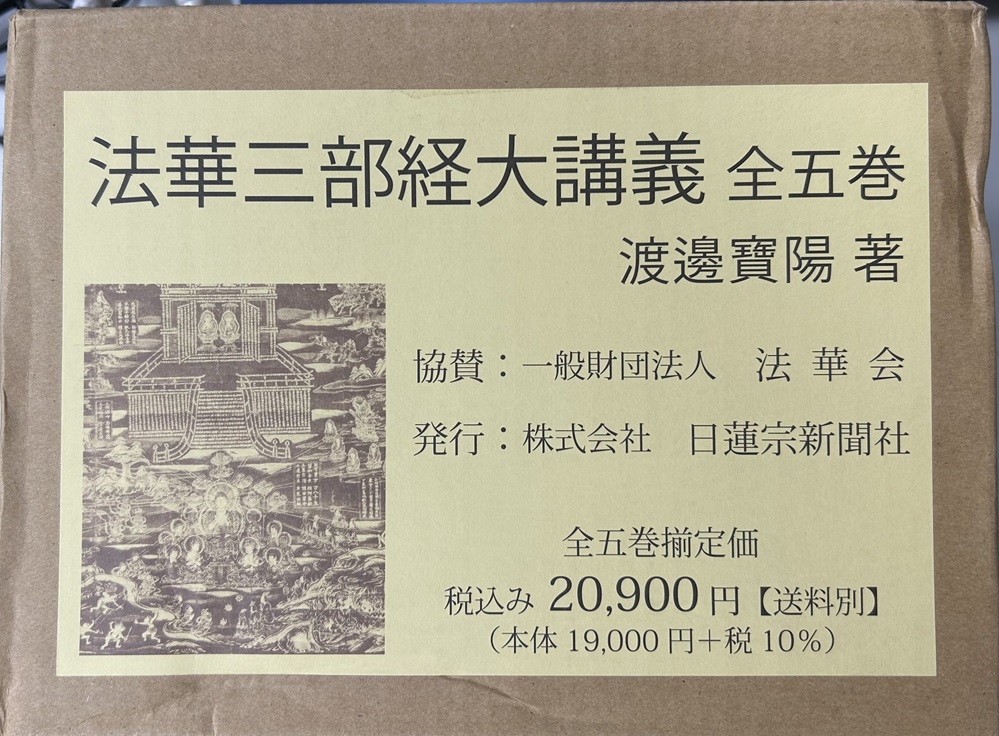 法華三部経大講義 全五巻
渡邊寶陽 著
協賛：一般財団法人　法華会
発行：株式会社　日蓮宗新聞社
全五巻揃定価
税込み 20,900 円【送料別】
（本体 19,000 円＋税 10％）